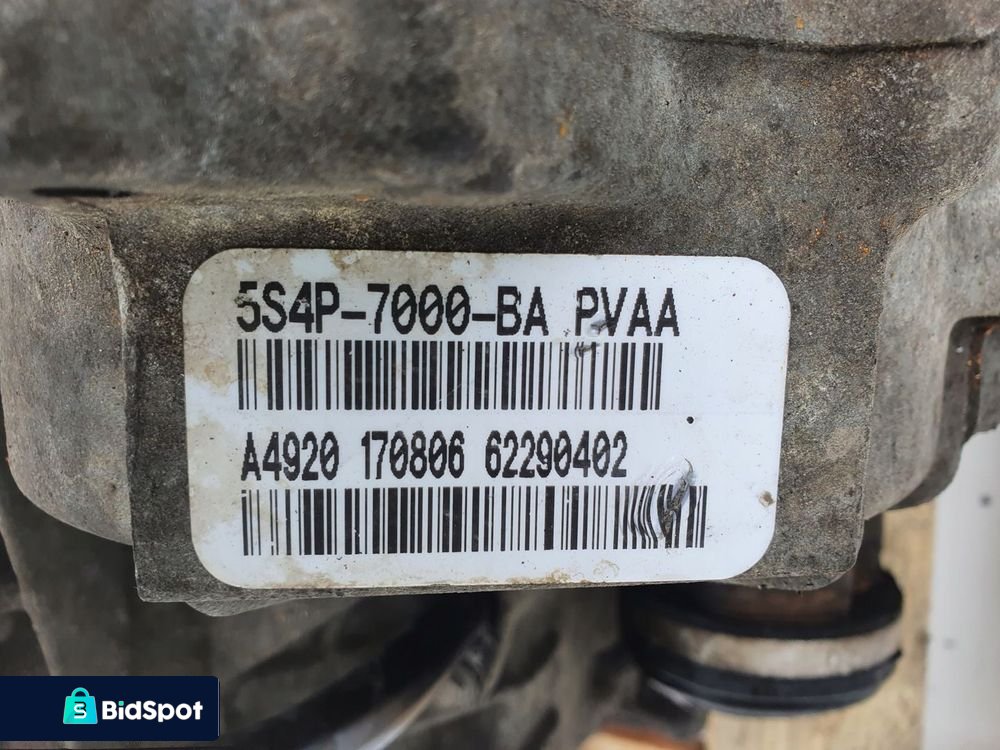 5S4P-7000-BA PVAA
A4920 170806 62290402
BidSpot